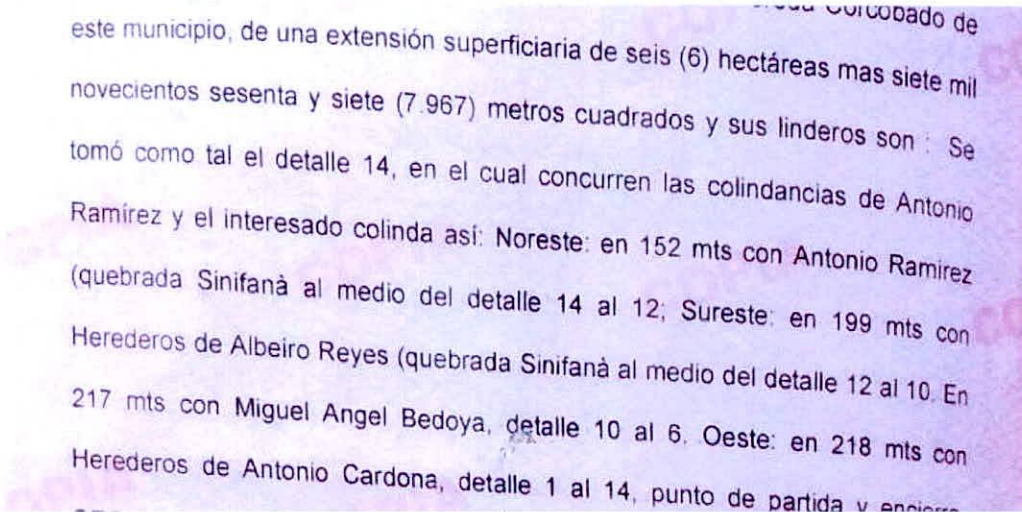 Corcobado de
este municipio, de una extensión superficiaria de seis (6) hectáreas mas siete mil
novecientos sesenta y siete (7.967) metros cuadrados y sus linderos son : Se
tomó como tal el detalle 14, en el cual concurren las colindancias de Antonio
Ramírez y el interesado colinda así: Noreste: en 152 mts con Antonio Ramirez
(quebrada Sinifanà al medio del detalle 14 al 12; Sureste: en 199 mts con
Herederos de Albeiro Reyes (quebrada Sinifanà al medio del detalle 12 al 10. En
217 mts con Miguel Angel Bedoya, detalle 10 al 6. Oeste: en 218 mts con
Herederos de Antonio Cardona, detalle 1 al 14, punto de partida y